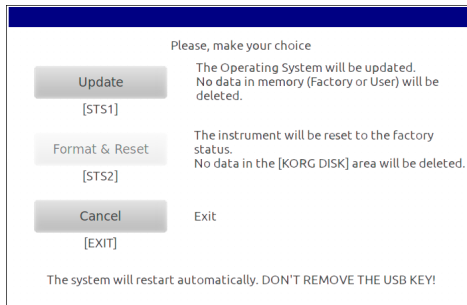 Please, make your choice
Update
[STS1]
The Operating System will be updated.
No data in memory (Factory or User) will be
deleted.
Format & Reset
[STS2]
The instrument will be reset to the factory
status.
No data in the [KORG DISK] area will be deleted.
Cancel
[EXIT]
Exit
The system will restart automatically. DON'T REMOVE THE USB KEY!